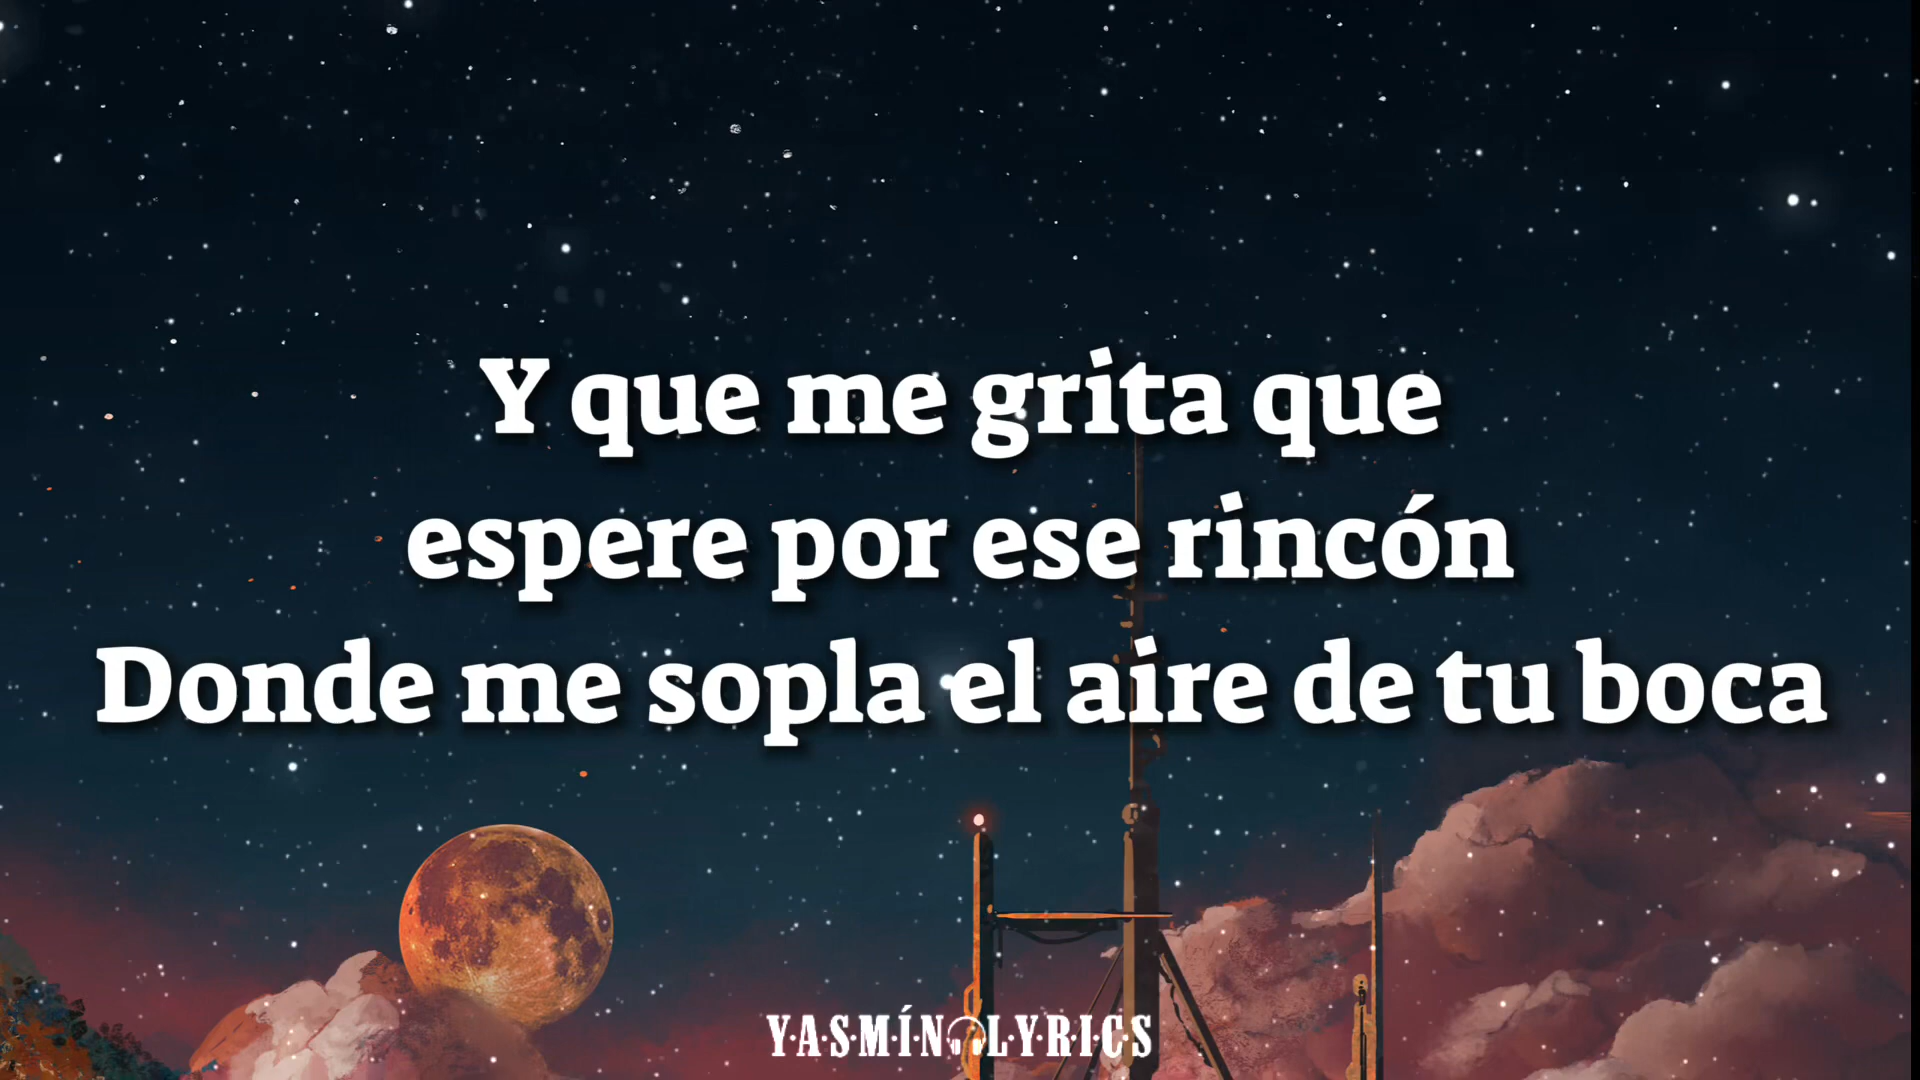 Y que me grita que
espere por ese rincón
Donde me sopla el aire de tu boca
YASMÍN LYRICS